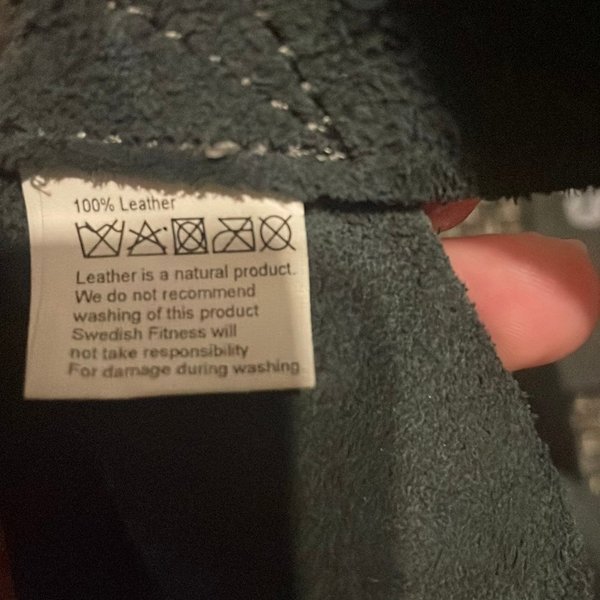 100% Leather
Leather is a natural product.
We do not recommend
washing of this product
Swedish Fitness will
not take responsibility
For damage during washing